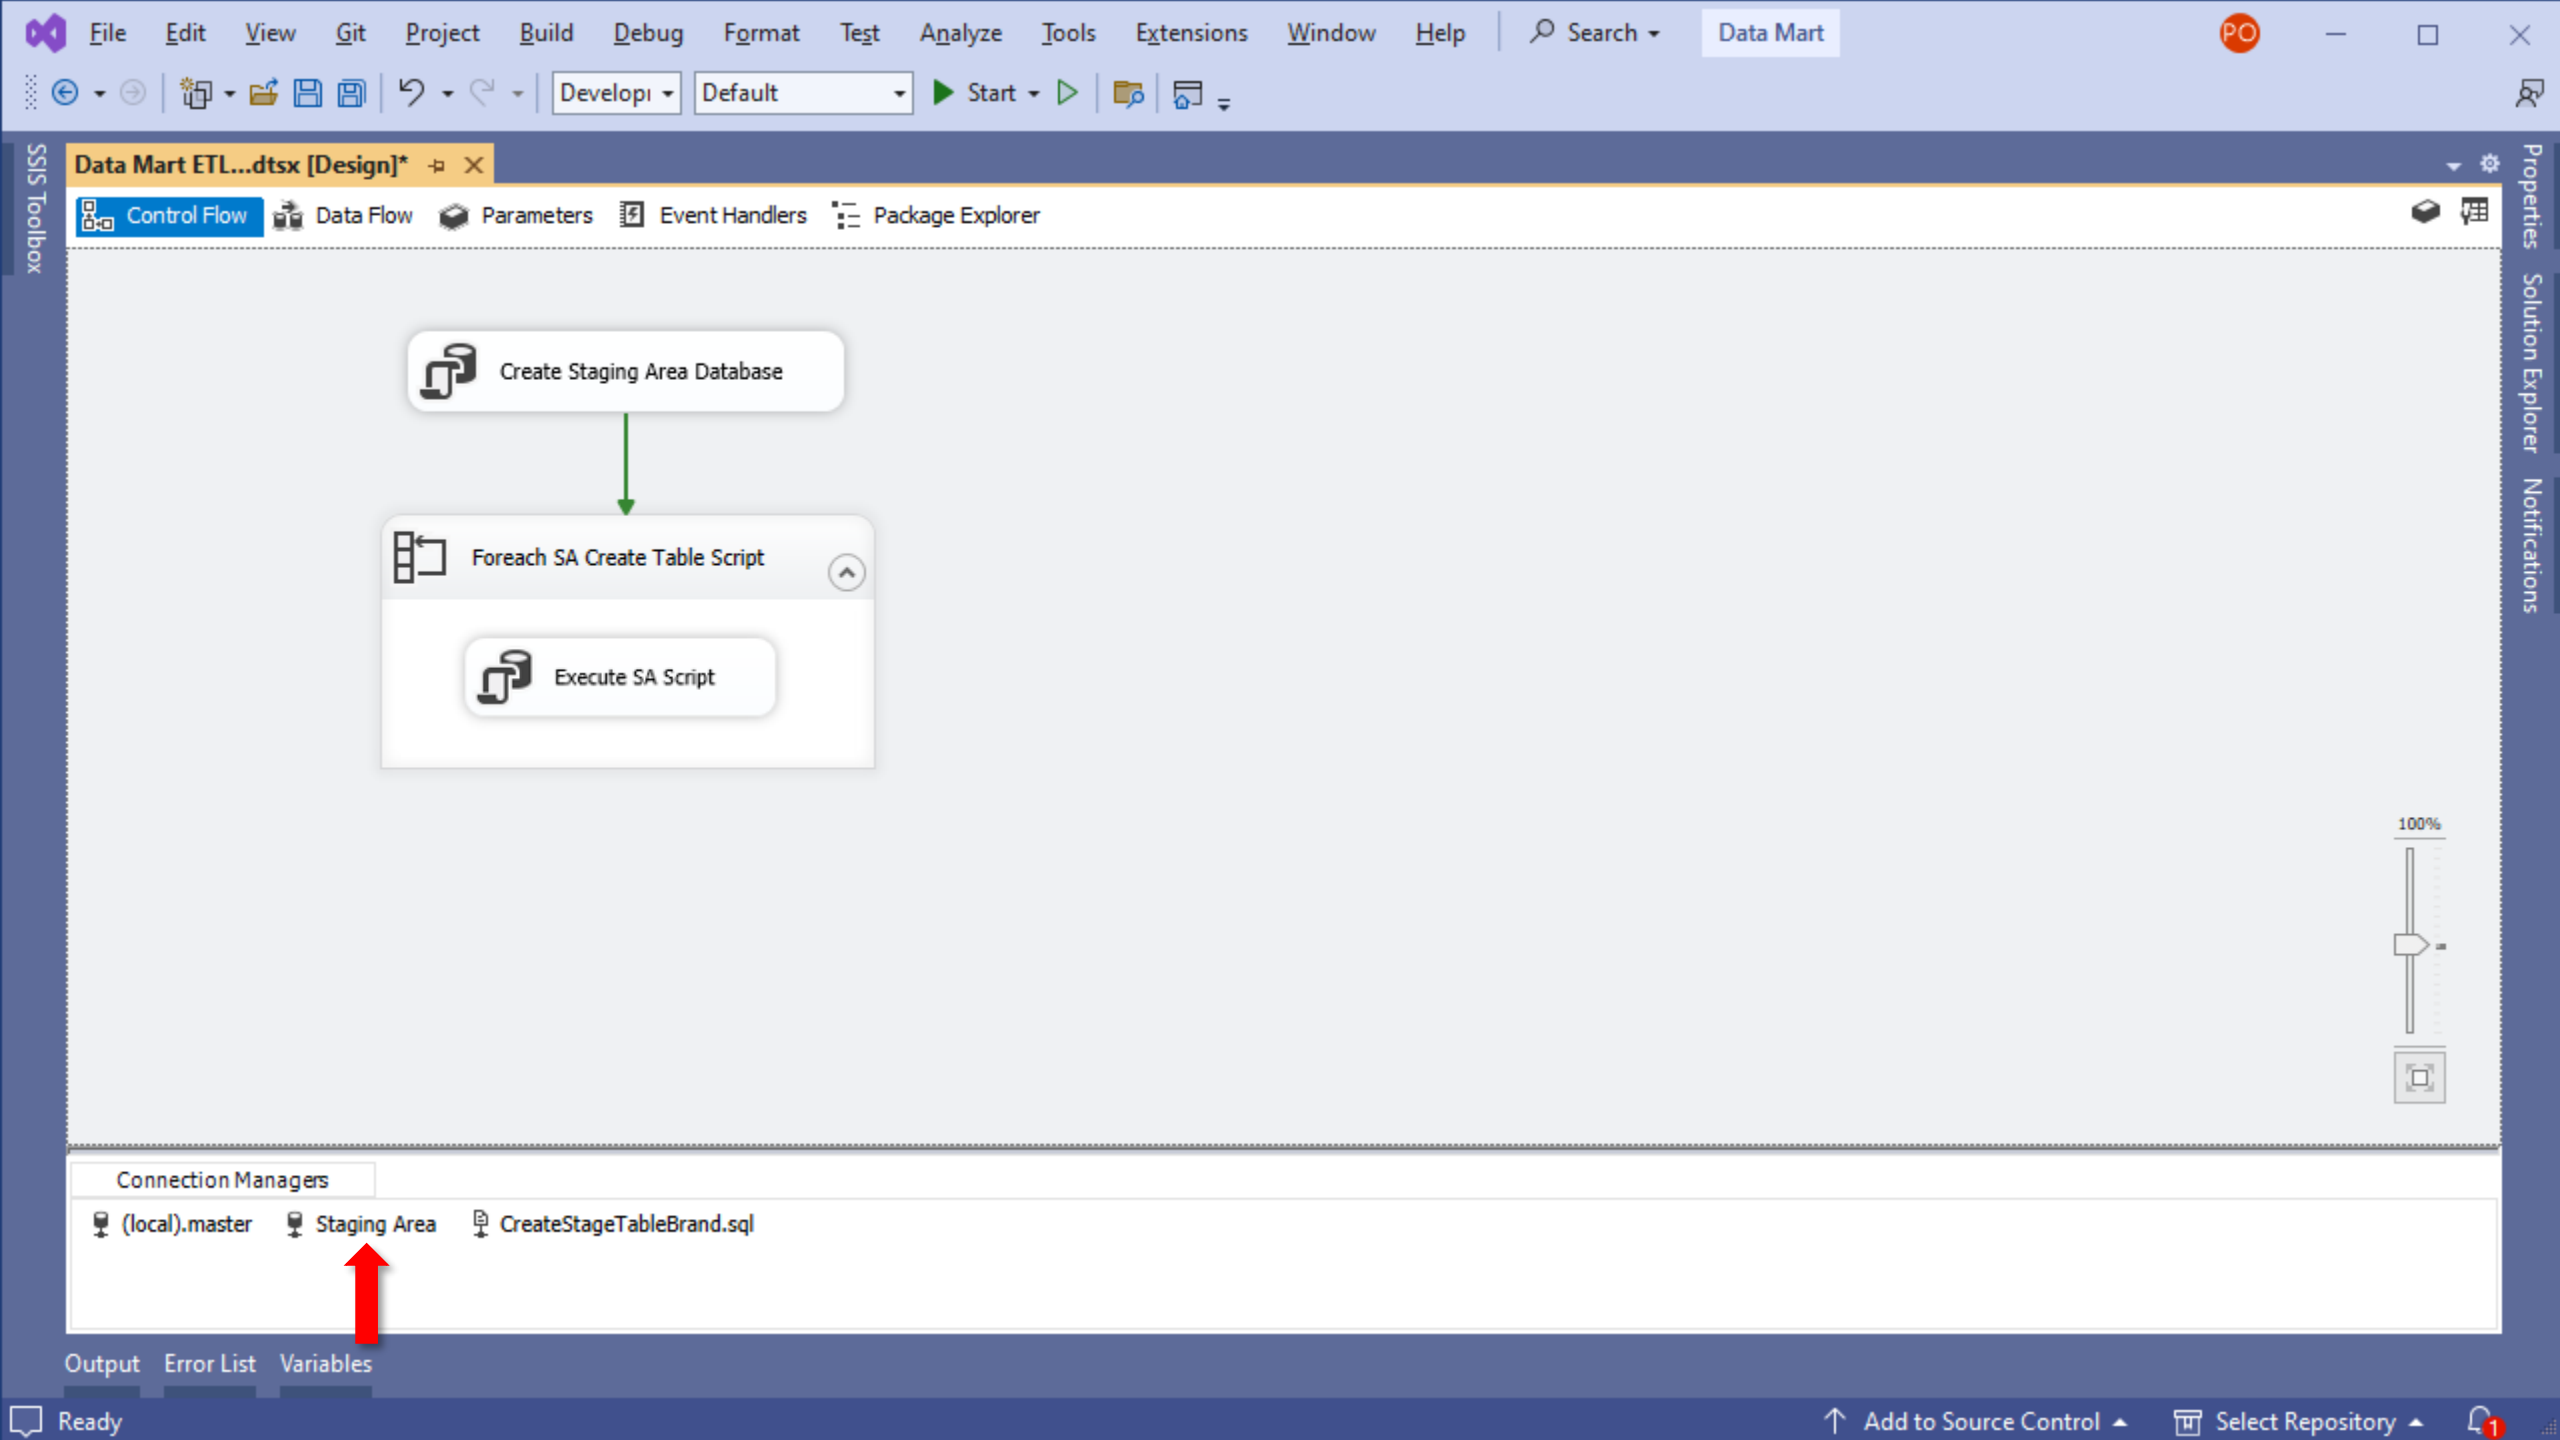 File Edit View Git Project Build Debug Format Test Analyze Tools Extensions Window Help Search Data Mart PO
Develop Default Start
SSIS Toolbox
Data Mart ETL...dtsx [Design]*
Control Flow Data Flow Parameters Event Handlers Package Explorer
Properties
Solution Explorer
Notifications
Create Staging Area Database
Foreach SA Create Table Script
Execute SA Script
100%
Connection Managers
(local).master Staging Area CreateStageTableBrand.sql
Output Error List Variables
Ready Add to Source Control Select Repository 1